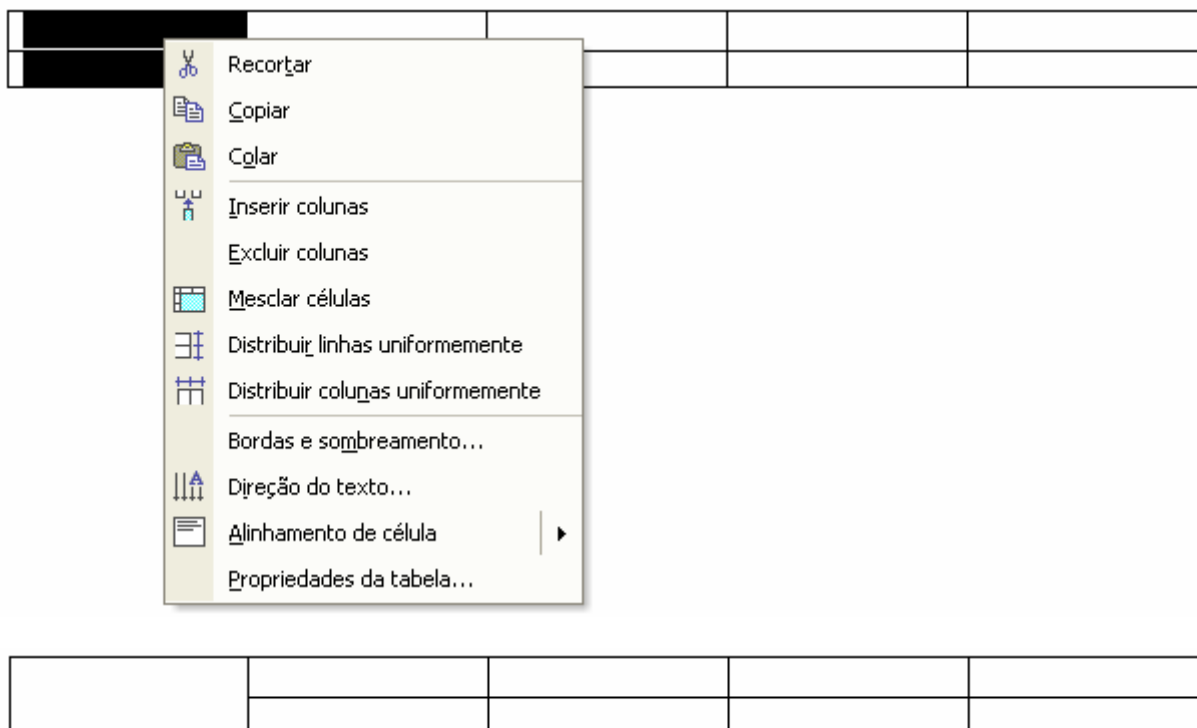 Recortar
Copiar
Colar
Inserir colunas
Excluir colunas
Mesclar células
Distribuir linhas uniformemente
Distribuir colunas uniformemente
Bordas e sombreamento...
Direção do texto...
Alinhamento de célula
Propriedades da tabela...